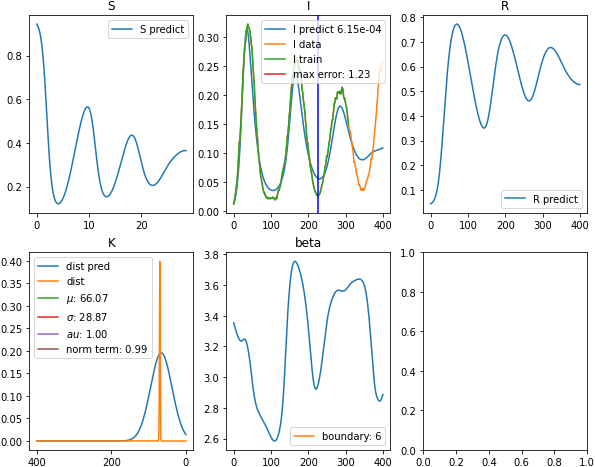 S
I
R
S predict
I predict 6.15e-04
I data
I train
max error: 1.23
R predict
0.8
0.6
0.4
0.2
0.30
0.25
0.20
0.15
0.10
0.05
0.00
0.8
0.7
0.6
0.5
0.4
0.3
0.2
0.1
0 10 20
0 100 200 300 400
0 100 200 300 400
K
beta
dist pred
dist
μ: 66.07
σ: 28.87
au: 1.00
norm term: 0.99
boundary: 6
0.40
0.35
0.30
0.25
0.20
0.15
0.10
0.05
0.00
3.8
3.6
3.4
3.2
3.0
2.8
2.6
1.0
0.8
0.6
0.4
0.2
0.0
400 200 0
0 100 200 300 400
0.0 0.2 0.4 0.6 0.8 1.0